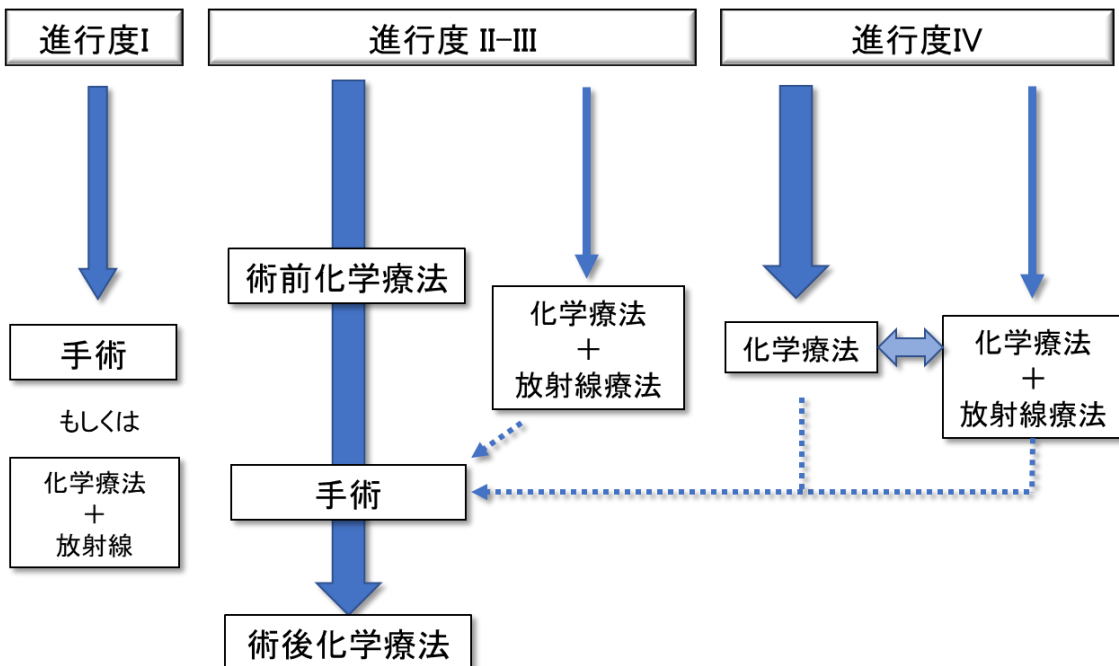 進行度I
手術
もしくは
化学療法
+
放射線
進行度 II-III
術前化学療法
化学療法
+
放射線療法
手術
術後化学療法
進行度IV
化学療法
化学療法
+
放射線療法